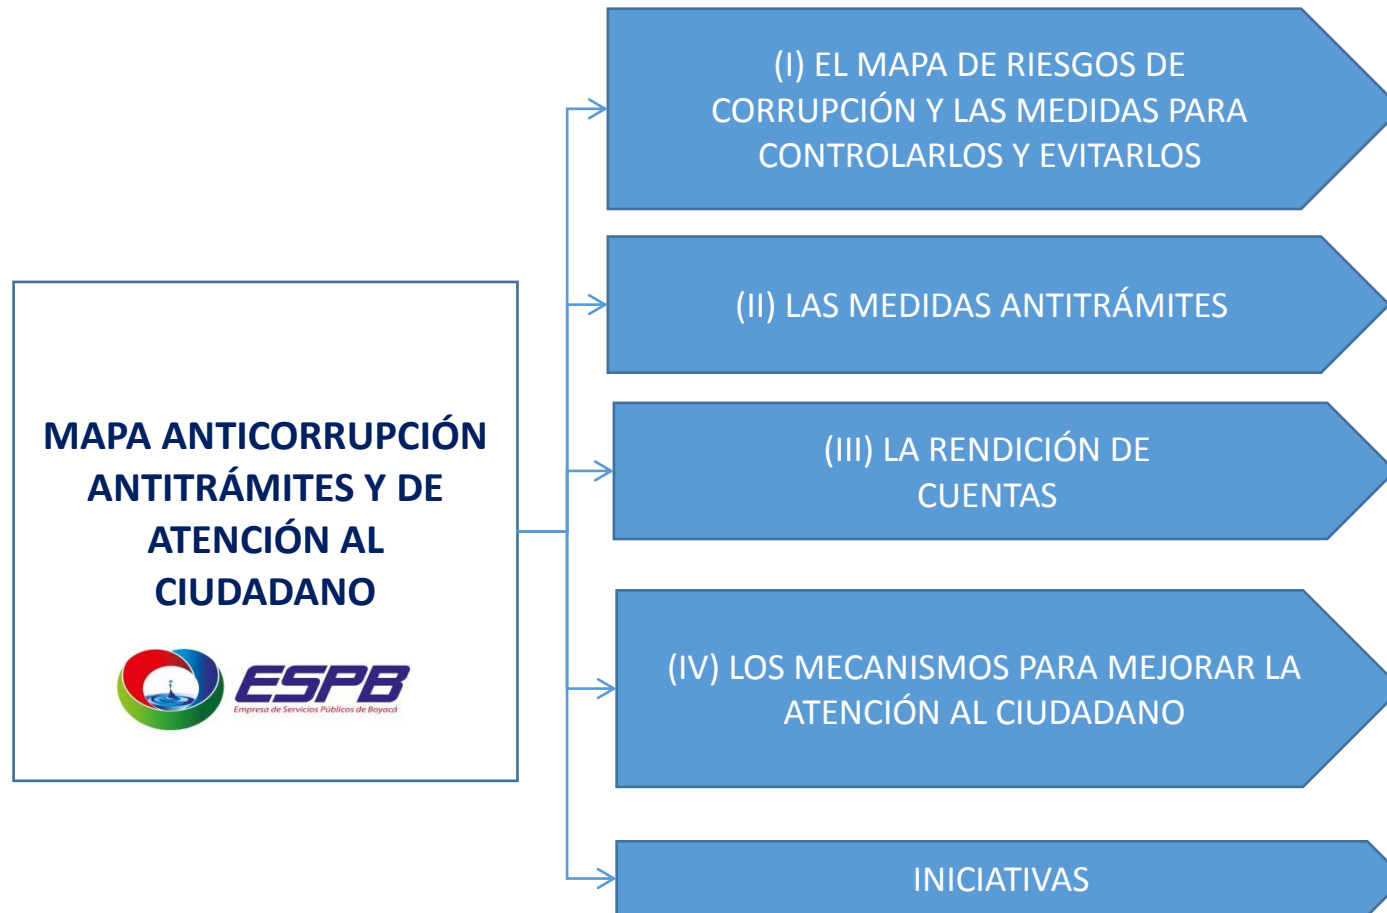 MAPA ANTICORRUPCIÓN
ANTITRÁMITES Y DE
ATENCIÓN AL
CIUDADANO
ESPB
Empresa de Servicios Públicos de Boyacá
(I) EL MAPA DE RIESGOS DE
CORRUPCIÓN Y LAS MEDIDAS PARA
CONTROLARLOS Y EVITARLOS
(II) LAS MEDIDAS ANTITRÁMITES
(III) LA RENDICIÓN DE
CUENTAS
(IV) LOS MECANISMOS PARA MEJORAR LA
ATENCIÓN AL CIUDADANO
INICIATIVAS